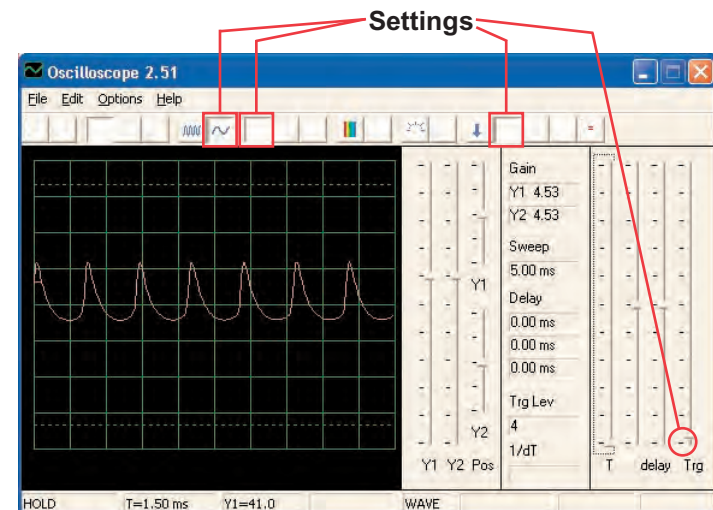 Settings
Oscilloscope 2.51
File Edit Options Help
Gain
Y1 4.53
Y2 4.53
Sweep
5.00 ms
Delay
0.00 ms
0.00 ms
0.00 ms
Trg Lev
4
1/dT
Y1
Y2
Y1 Y2 Pos
T delay Trg
HOLD T=1.50 ms Y1=41.0 WAVE